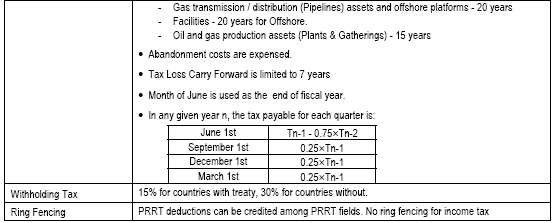 - Gas transmission / distribution (Pipelines) assets and offshore platforms - 20 years
- Facilities - 20 years for Offshore.
- Oil and gas production assets (Plants & Gatherings) - 15 years
• Abandonment costs are expensed.
• Tax Loss Carry Forward is limited to 7 years
• Month of June is used as the end of fiscal year.
• In any given year n, the tax payable for each quarter is:
June 1st Tn-1 - 0.75×Tn-2
September 1st 0.25×Tn-1
December 1st 0.25×Tn-1
March 1st 0.25×Tn-1
Withholding Tax 15% for countries with treaty, 30% for countries without.
Ring Fencing PRRT deductions can be credited among PRRT fields. No ring fencing for income tax